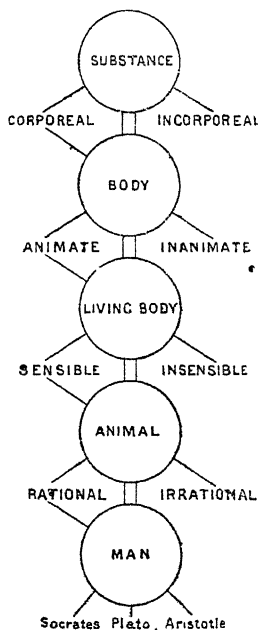 SUBSTANCE
CORPOREAL INCORPOREAL
BODY
ANIMATE INANIMATE
LIVING BODY
SENSIBLE INSENSIBLE
ANIMAL
RATIONAL IRRATIONAL
MAN
Socrates Plato, Aristotle